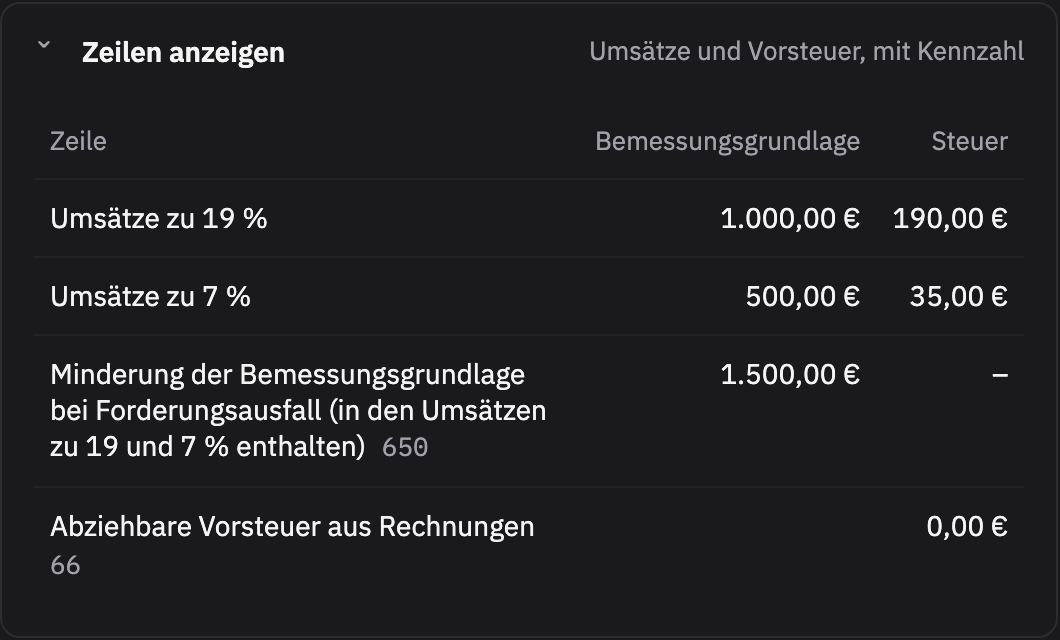 Zeilen anzeigen Umsätze und Vorsteuer, mit Kennzahl
Zeile Bemessungsgrundlage Steuer
Umsätze zu 19 % 1.000,00 € 190,00 €
Umsätze zu 7 % 500,00 € 35,00 €
Minderung der Bemessungsgrundlage 1.500,00 € –
bei Forderungsausfall (in den Umsätzen
zu 19 und 7 % enthalten) 650
Abziehbare Vorsteuer aus Rechnungen 0,00 €
66